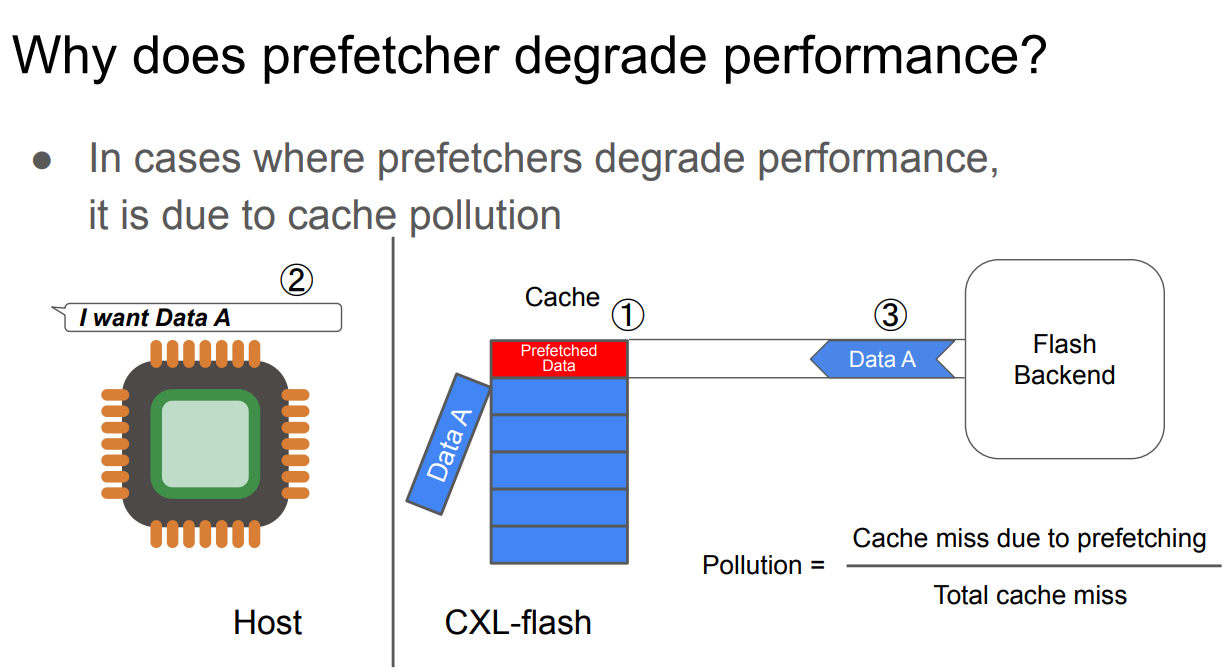 Why does prefetcher degrade performance?
● In cases where prefetchers degrade performance,
it is due to cache pollution
②
I want Data A
Host
Cache
①
Prefetched
Data
Data A
③
Data A
Flash
Backend
CXL-flash
Pollution =
Cache miss due to prefetching
Total cache miss